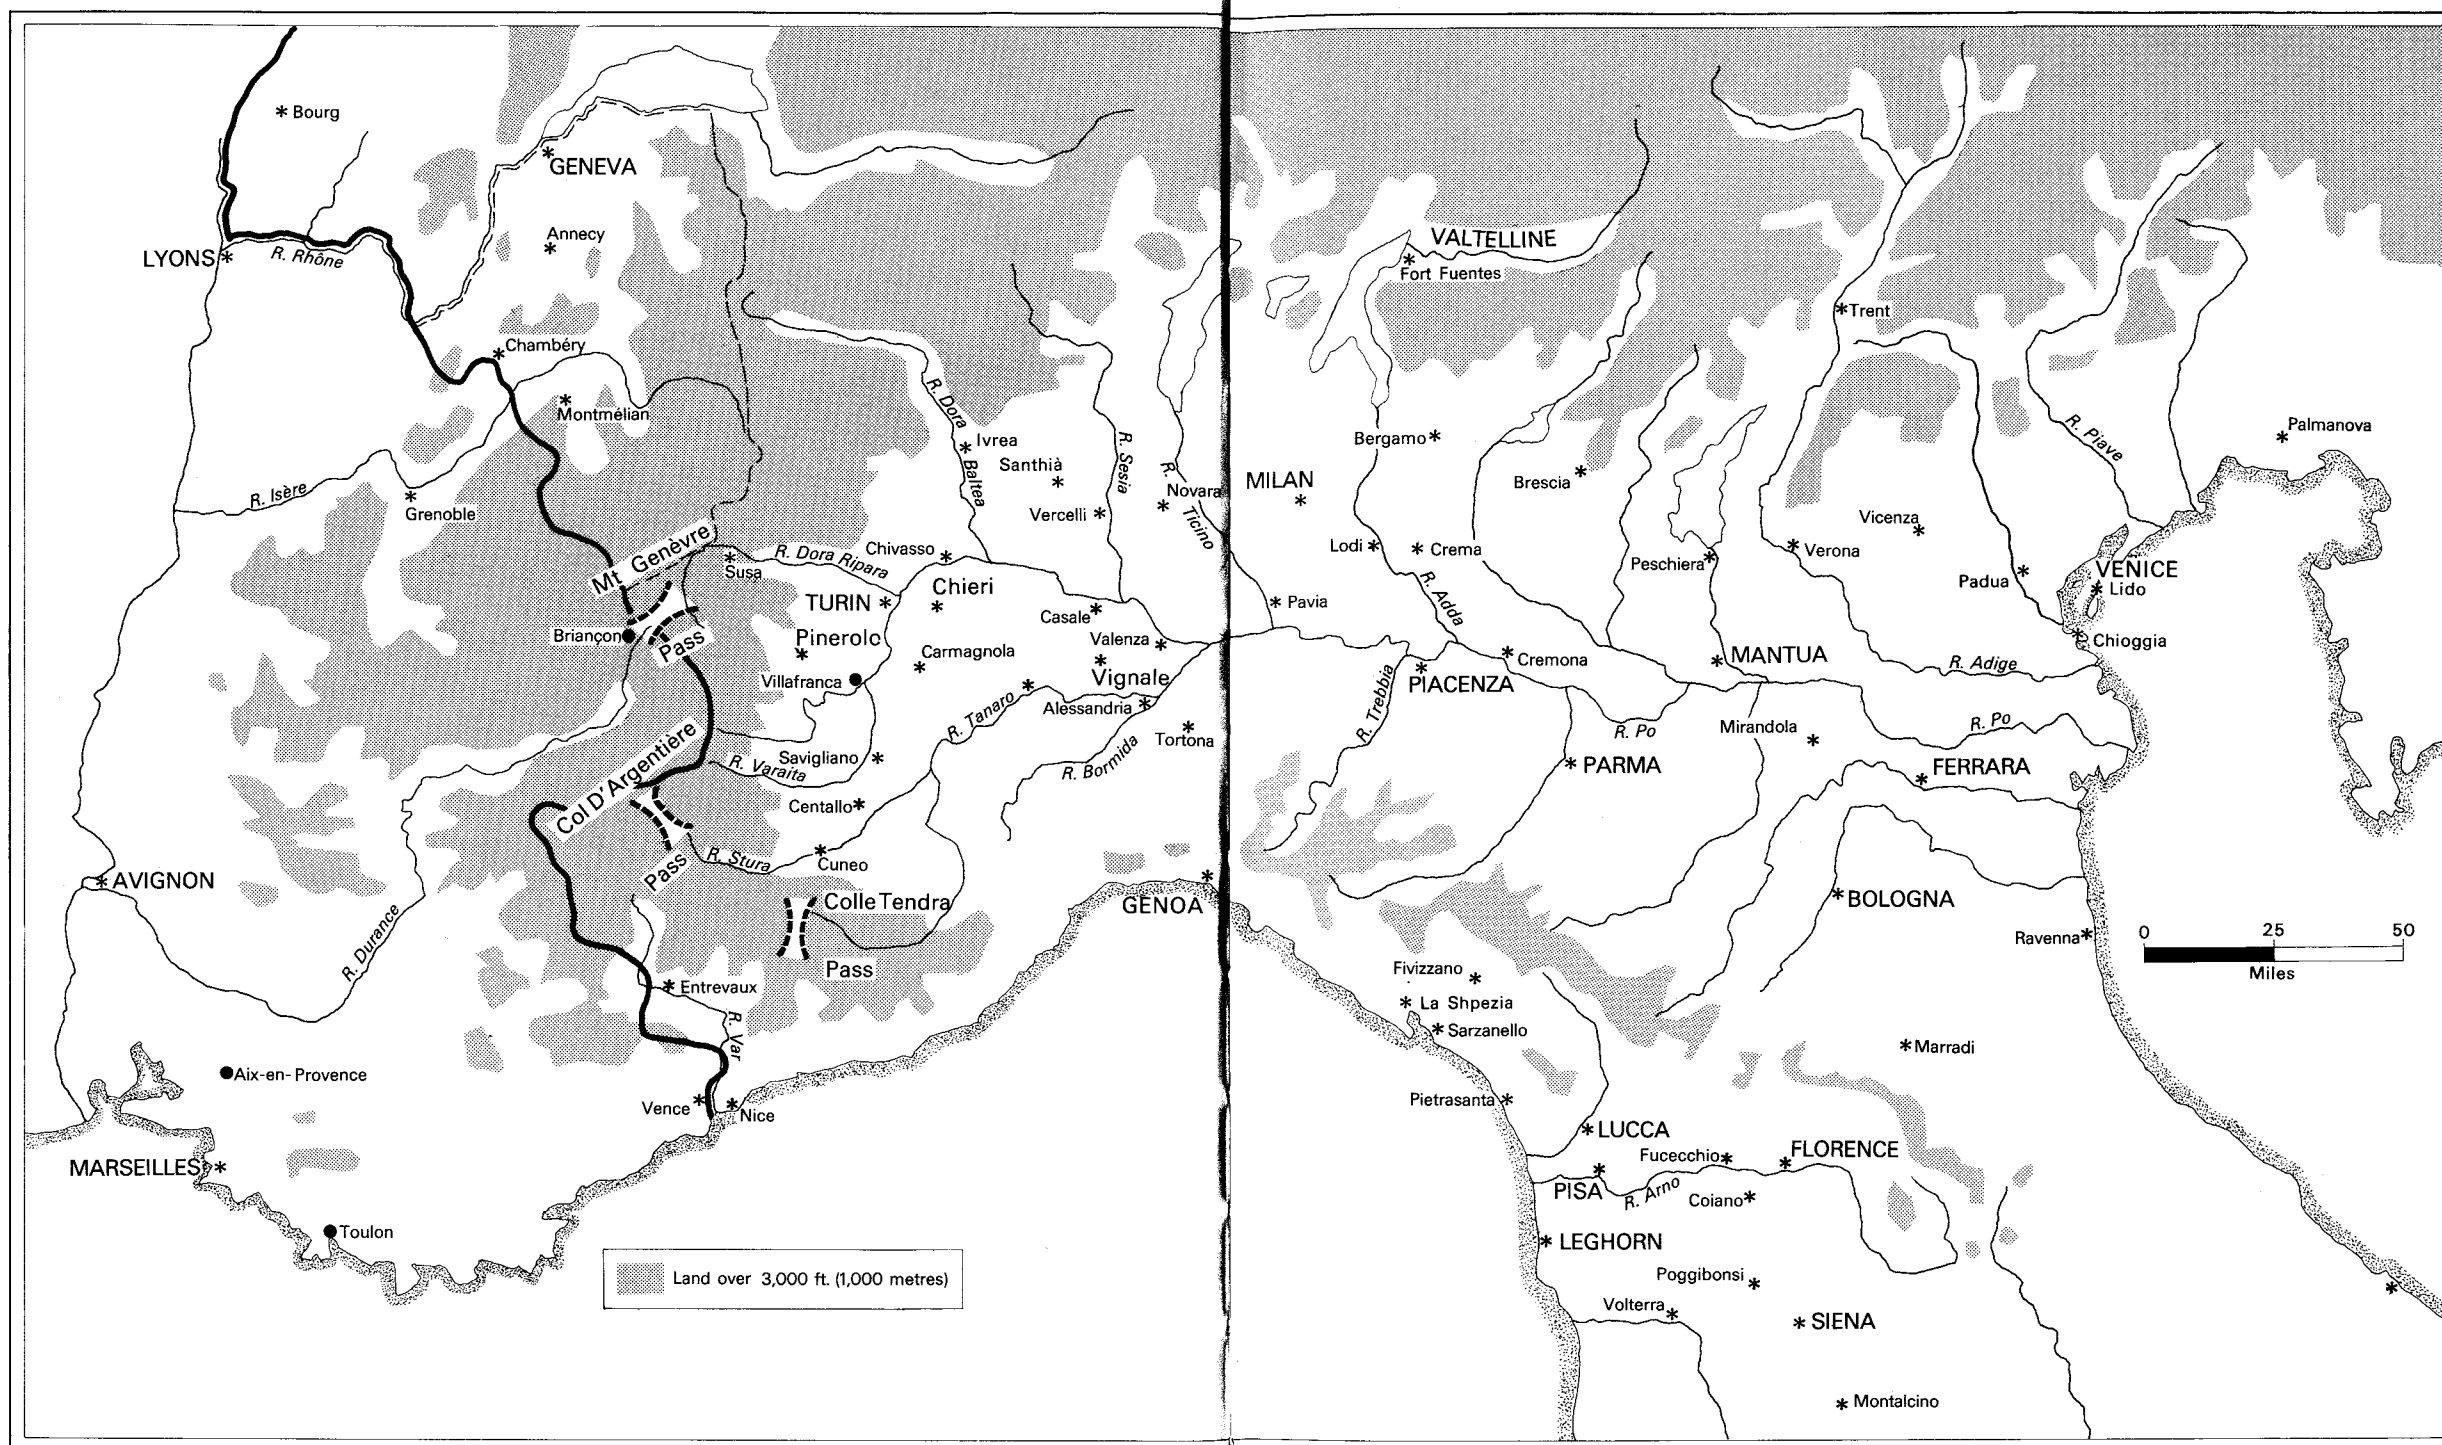 Bourg
GENEVA
Annecy
LYONS
R. Rhône
Chambéry
Montmélian
R. Isère
Grenoble
Mt Genèvre
Pass
Briançon
Susa
R. Dora Ripara
Chivasso
Chieri
TURIN
Pinerolo
Villafranca
Carmagnola
R. Dora
Baltea
Ivrea
Santhià
Vercelli
R. Sesia
R.
Ticino
Novara
Casale
Valenza
Vignale
Alessandria
R. Tanaro
Tortona
R. Bormida
Savigliano
R. Varaita
Centallo
Col D'Argentière
Pass
R. Stura
Cuneo
Colle Tendra
Pass
AVIGNON
R. Durance
Entrevaux
R. Var
Vence
Nice
Aix-en-Provence
MARSEILLES
Toulon
GENOA
Land over 3,000 ft. (1,000 metres)
VALTELLINE
Fort Fuentes
Trent
Bergamo
MILAN
Brescia
Lodi
Crema
Pavia
R. Adda
Peschiera
Verona
Vicenza
Padua
R. Piave
Palmanova
VENICE
Lido
Chioggia
R. Adige
Cremona
MANTUA
PIACENZA
R. Trebbia
R. Po
Mirandola
R. Po
PARMA
FERRARA
BOLOGNA
Ravenna
0 25 50
Miles
Fivizzano
La Shpezia
Sarzanello
Marradi
Pietrasanta
LUCCA
Fucecchio
FLORENCE
PISA
R. Arno
Coiano
LEGHORN
Poggibonsi
Volterra
SIENA
Montalcino